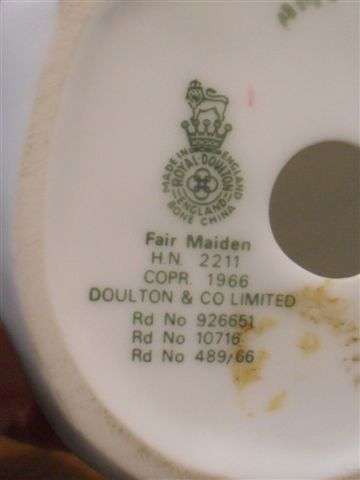 MADE IN ENGLAND
ROYAL DOULTON
ENGLAND
BONE CHINA
Fair Maiden
H.N. 2211
COPR. 1966
DOULTON & CO LIMITED
Rd No 926651
Rd No 10716
Rd No 489/66